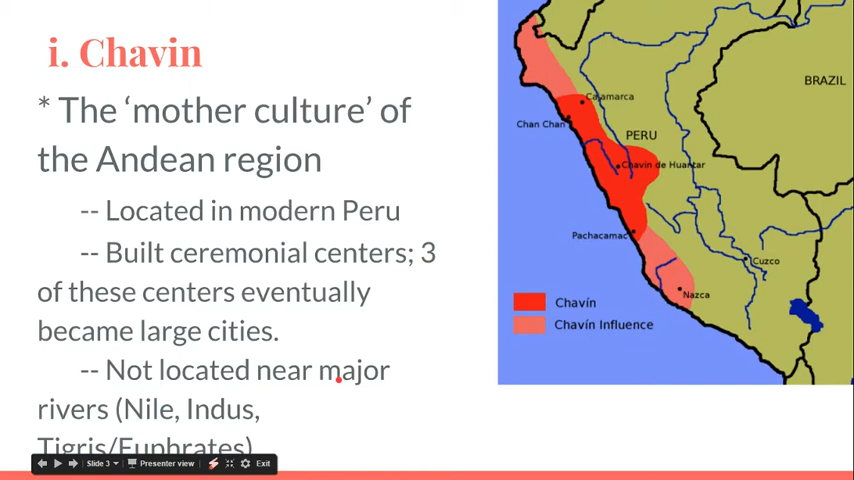 i. Chavin
* The ‘mother culture’ of
the Andean region
-- Located in modern Peru
-- Built ceremonial centers; 3
of these centers eventually
became large cities.
-- Not located near major
rivers (Nile, Indus,
Tigris/Euphrates)
BRAZIL
Cajamarca
Chan Chan
PERU
Chavin de Huantar
Pachacamac
Cuzco
Nazca
Chavín
Chavín Influence
Slide 3
Presenter view
Exit